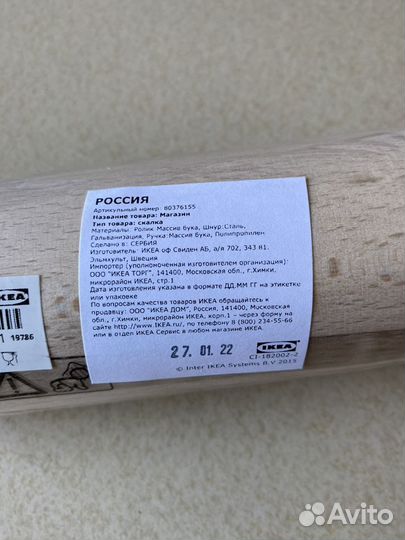 РОССИЯ
Артикульный номер: 80376155
Название товара: Магазин
Тип товара: скалка
Материалы: Ролик:Массив бука, Шнур:Сталь,
Гальванизация, Ручка:Массив бука, Полипропилен
Сделано в: СЕРБИЯ
Изготовитель: ИКЕА оф Свиден АБ, а/я 702, 343 81.
Эльмхульт, Швеция
Импортер (уполномоченная изготовителем организация):
ООО "ИКЕА ТОРГ", 141400, Московская обл., г.Химки,
микрорайон ИКЕА, стр.1
Дата изготовления указана в формате ДД.ММ ГГ на этикетке
или упаковке
По вопросам качества товаров ИКЕА обращайтесь к
продавцу: ООО "ИКЕА ДОМ", Россия, 141400, Московская
обл., г.Химки, микрорайон ИКЕА, корп.1 – через форму на
сайте http://www.IKEA.ru/, по телефону 8 (800) 234-55-66
или в отдел ИКЕА Сервис в любом магазине ИКЕА.
27. 01. 22
IKEA
CI-182002-2
© Inter IKEA Systems B.V 2015
IKEA
19786
Avito